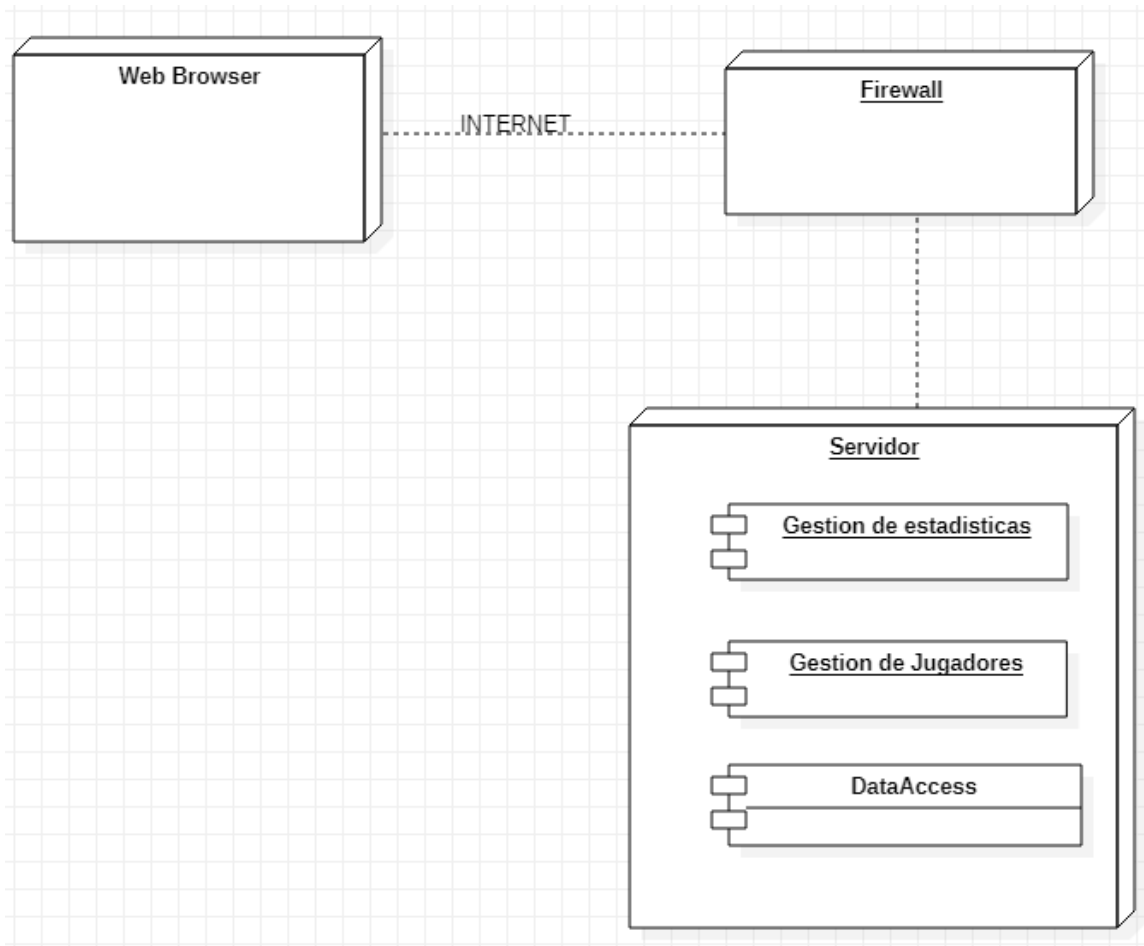 Web Browser
Firewall
INTERNET
Servidor
Gestion de estadisticas
Gestion de Jugadores
DataAccess